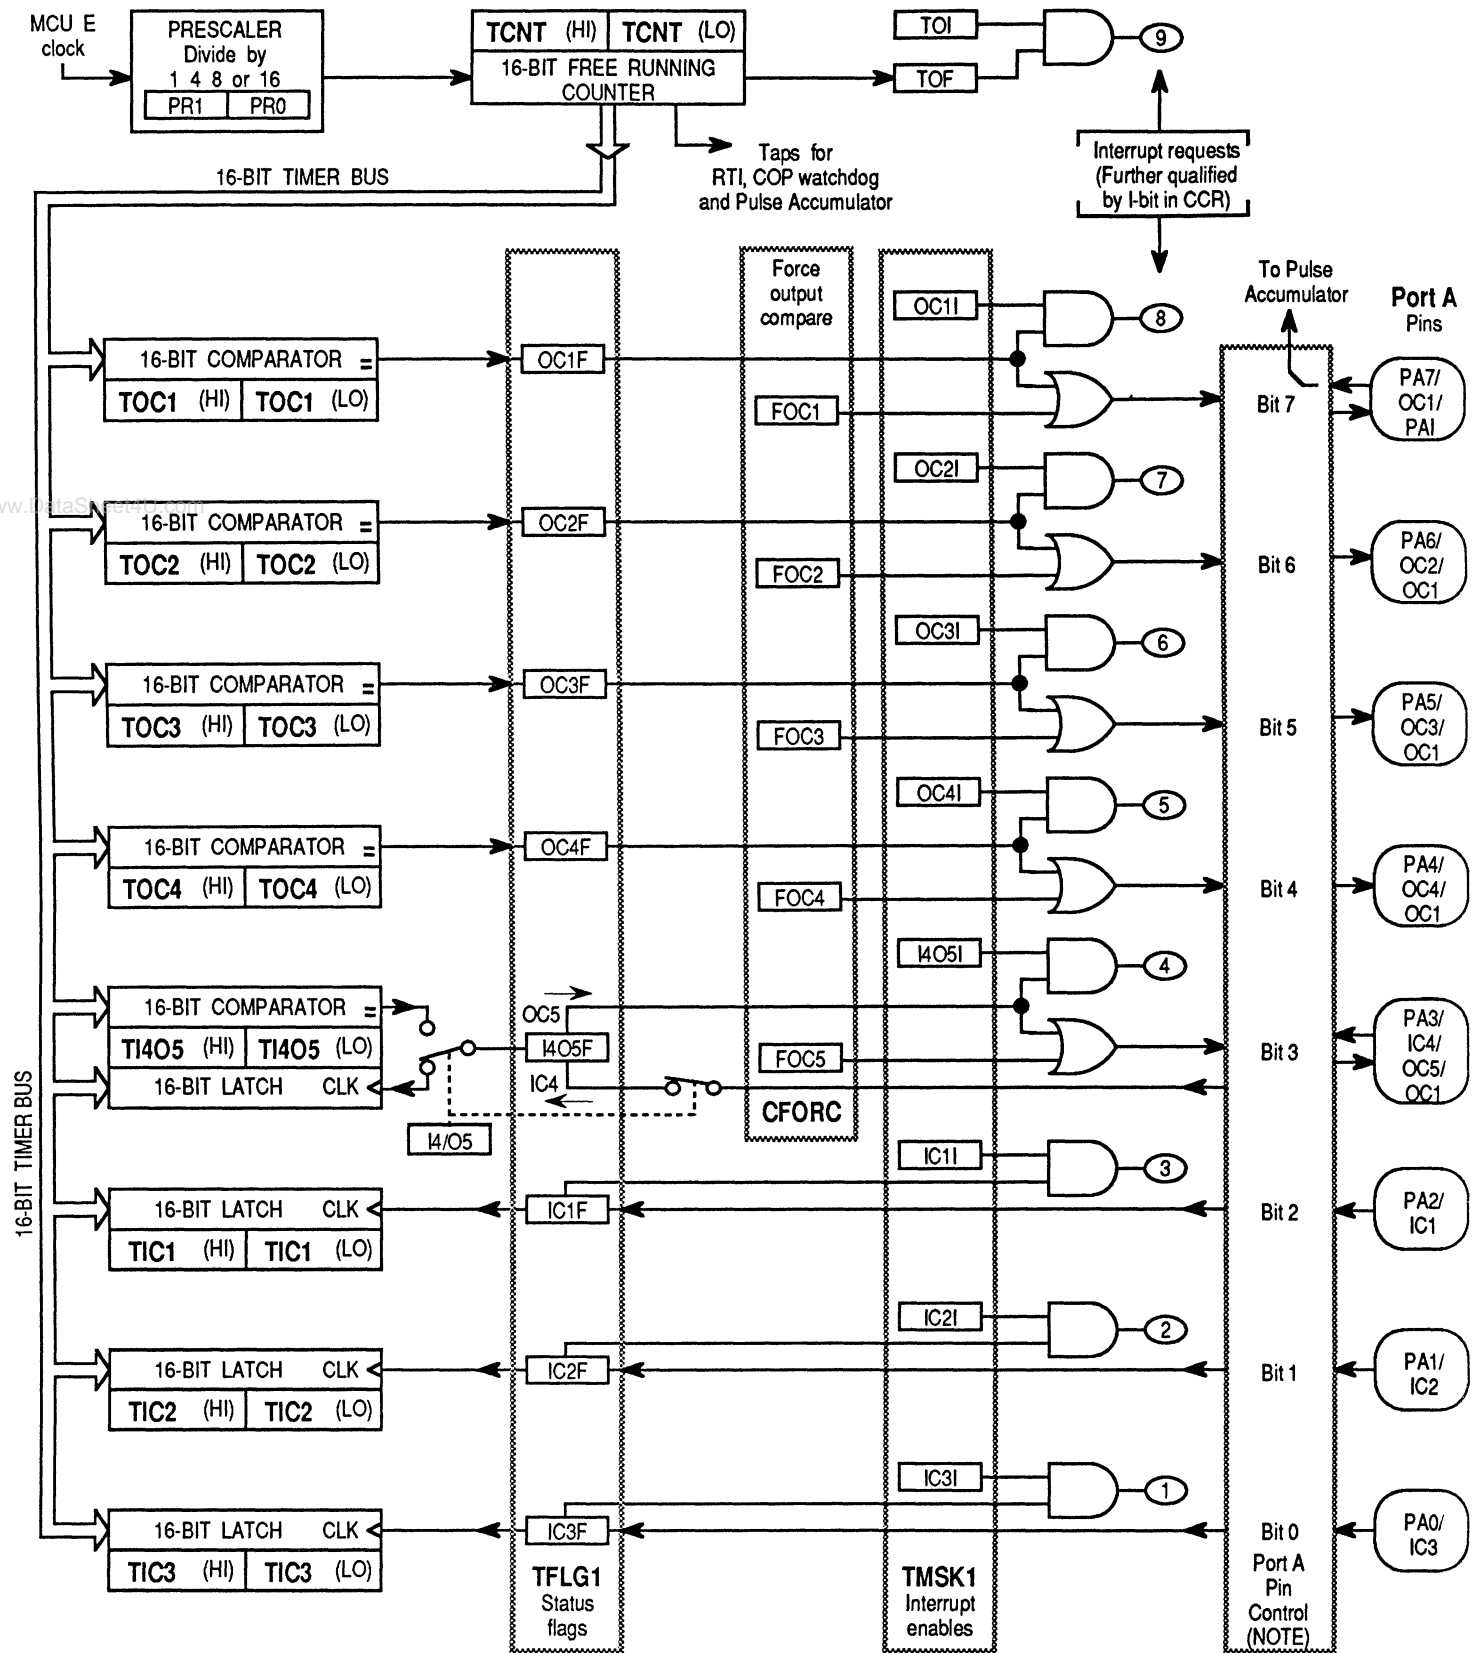 MCU E
clock
PRESCALER
Divide by
1 4 8 or 16
PR1 PR0
TCNT (HI) TCNT (LO)
16-BIT FREE RUNNING
COUNTER
TOI
TOF
9
Taps for
RTI, COP watchdog
and Pulse Accumulator
Interrupt requests
(Further qualified
by I-bit in CCR)
16-BIT TIMER BUS
Force
output
compare
To Pulse
Accumulator
Port A
Pins
OC1I
8
16-BIT COMPARATOR =
TOC1 (HI) TOC1 (LO)
OC1F
FOC1
Bit 7
PA7/
OC1/
PAI
OC2I
7
www.DataSheet4U.com
16-BIT COMPARATOR =
TOC2 (HI) TOC2 (LO)
OC2F
FOC2
Bit 6
PA6/
OC2/
OC1
OC3I
6
16-BIT COMPARATOR =
TOC3 (HI) TOC3 (LO)
OC3F
FOC3
Bit 5
PA5/
OC3/
OC1
OC4I
5
16-BIT COMPARATOR =
TOC4 (HI) TOC4 (LO)
OC4F
FOC4
Bit 4
PA4/
OC4/
OC1
I4O5I
4
16-BIT COMPARATOR =
TI4O5 (HI) TI4O5 (LO)
16-BIT LATCH CLK
OC5
I4O5F
IC4
I4/O5
FOC5
CFORC
Bit 3
PA3/
IC4/
OC5/
OC1
16-BIT TIMER BUS
IC1I
3
16-BIT LATCH CLK
TIC1 (HI) TIC1 (LO)
IC1F
Bit 2
PA2/
IC1
IC2I
2
16-BIT LATCH CLK
TIC2 (HI) TIC2 (LO)
IC2F
Bit 1
PA1/
IC2
IC3I
1
16-BIT LATCH CLK
TIC3 (HI) TIC3 (LO)
IC3F
Bit 0
PA0/
IC3
TFLG1
Status
flags
TMSK1
Interrupt
enables
Port A
Pin
Control
(NOTE)